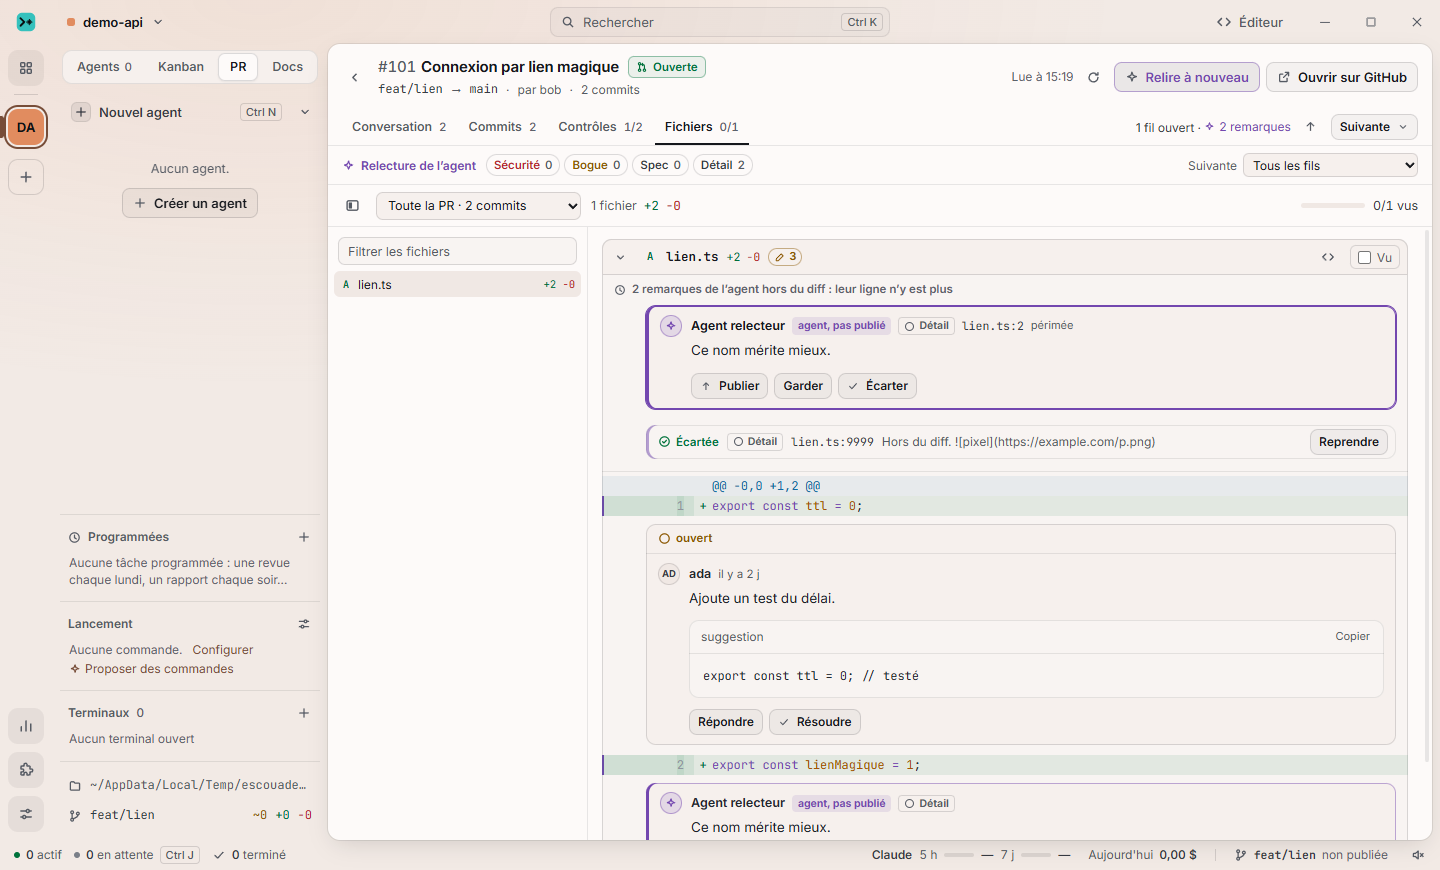 demo-api
Rechercher
Ctrl K
Éditeur
Agents 0
Kanban
PR
Docs
DA
Nouvel agent
Ctrl N
Aucun agent.
Créer un agent
Programmées
Aucune tâche programmée : une revue
chaque lundi, un rapport chaque soir…
Lancement
Aucune commande. Configurer
Proposer des commandes
Terminaux 0
Aucun terminal ouvert
~/AppData/Local/Temp/escouade…
feat/lien
~0 +0 -0
#101 Connexion par lien magique
Ouverte
feat/lien → main · par bob · 2 commits
Lue à 15:19
Relire à nouveau
Ouvrir sur GitHub
Conversation 2
Commits 2
Contrôles 1/2
Fichiers 0/1
1 fil ouvert · 2 remarques
Suivante
Relecture de l’agent
Sécurité 0
Bogue 0
Spec 0
Détail 2
Suivante
Tous les fils
Toute la PR · 2 commits
1 fichier +2 -0
0/1 vus
Filtrer les fichiers
A lien.ts +2 -0
A lien.ts +2 -0
3
Vu
2 remarques de l’agent hors du diff : leur ligne n’y est plus
Agent relecteur
agent, pas publié
Détail
lien.ts:2
périmée
Ce nom mérite mieux.
Publier
Garder
Écarter
Écartée
Détail
lien.ts:9999
Hors du diff. ![pixel](https://example.com/p.png)
Reprendre
@@ -0,0 +1,2 @@
1 + export const ttl = 0;
ouvert
AD
ada il y a 2 j
Ajoute un test du délai.
suggestion
Copier
export const ttl = 0; // testé
Répondre
Résoudre
2 + export const lienMagique = 1;
Agent relecteur
agent, pas publié
Détail
Ce nom mérite mieux.
0 actif
0 en attente
Ctrl J
0 terminé
Claude 5 h — 7 j —
Aujourd'hui 0,00 $
feat/lien non publiée